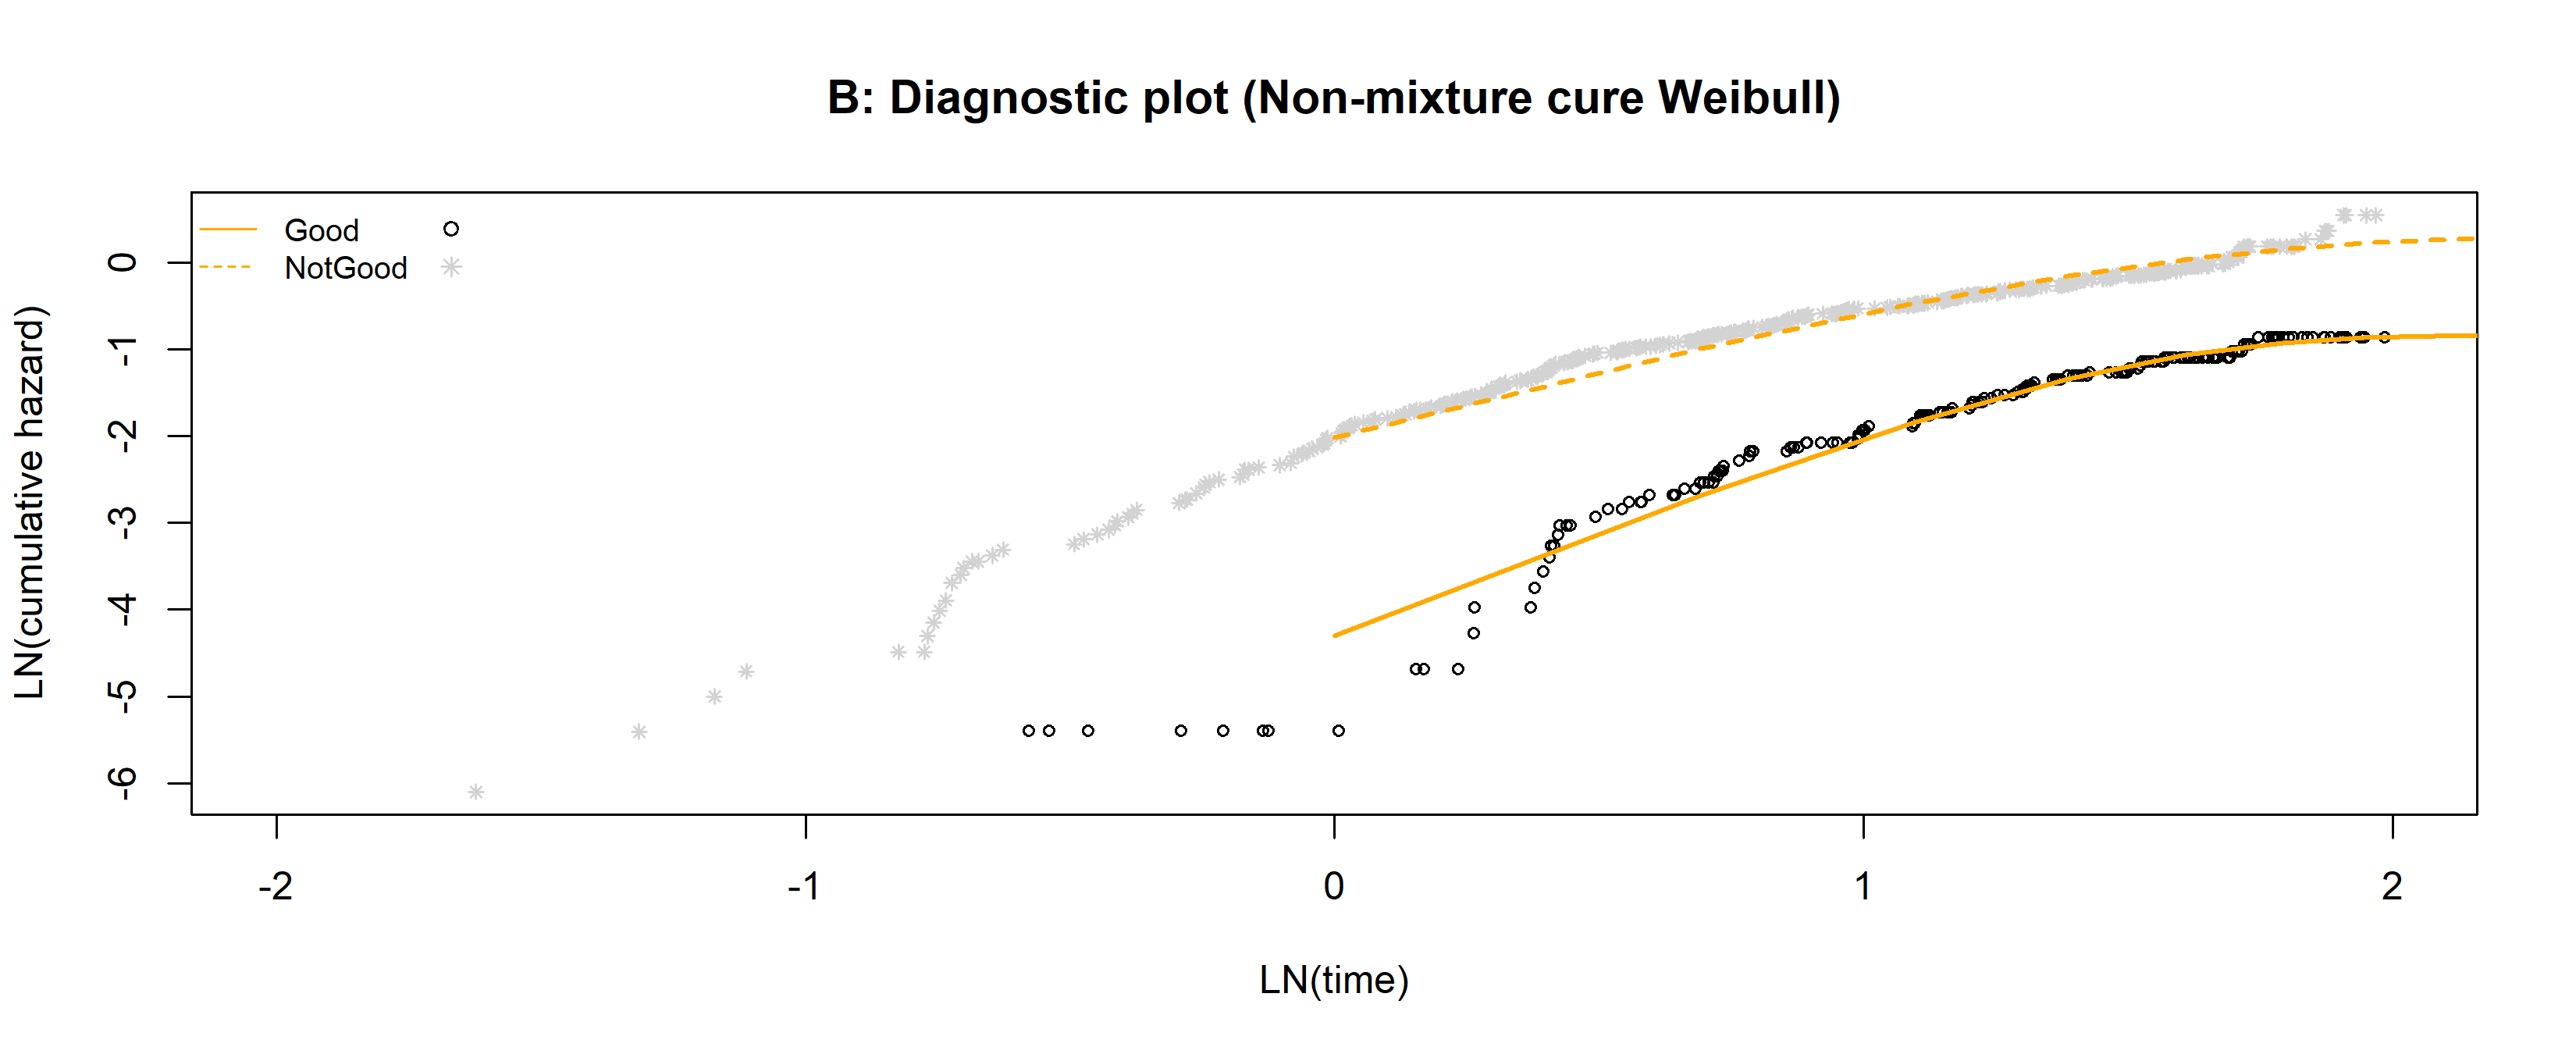 B: Diagnostic plot (Non-mixture cure Weibull)
Good
NotGood
LN(cumulative hazard)
0
-1
-2
-3
-4
-5
-6
-2 -1 0 1 2
LN(time)